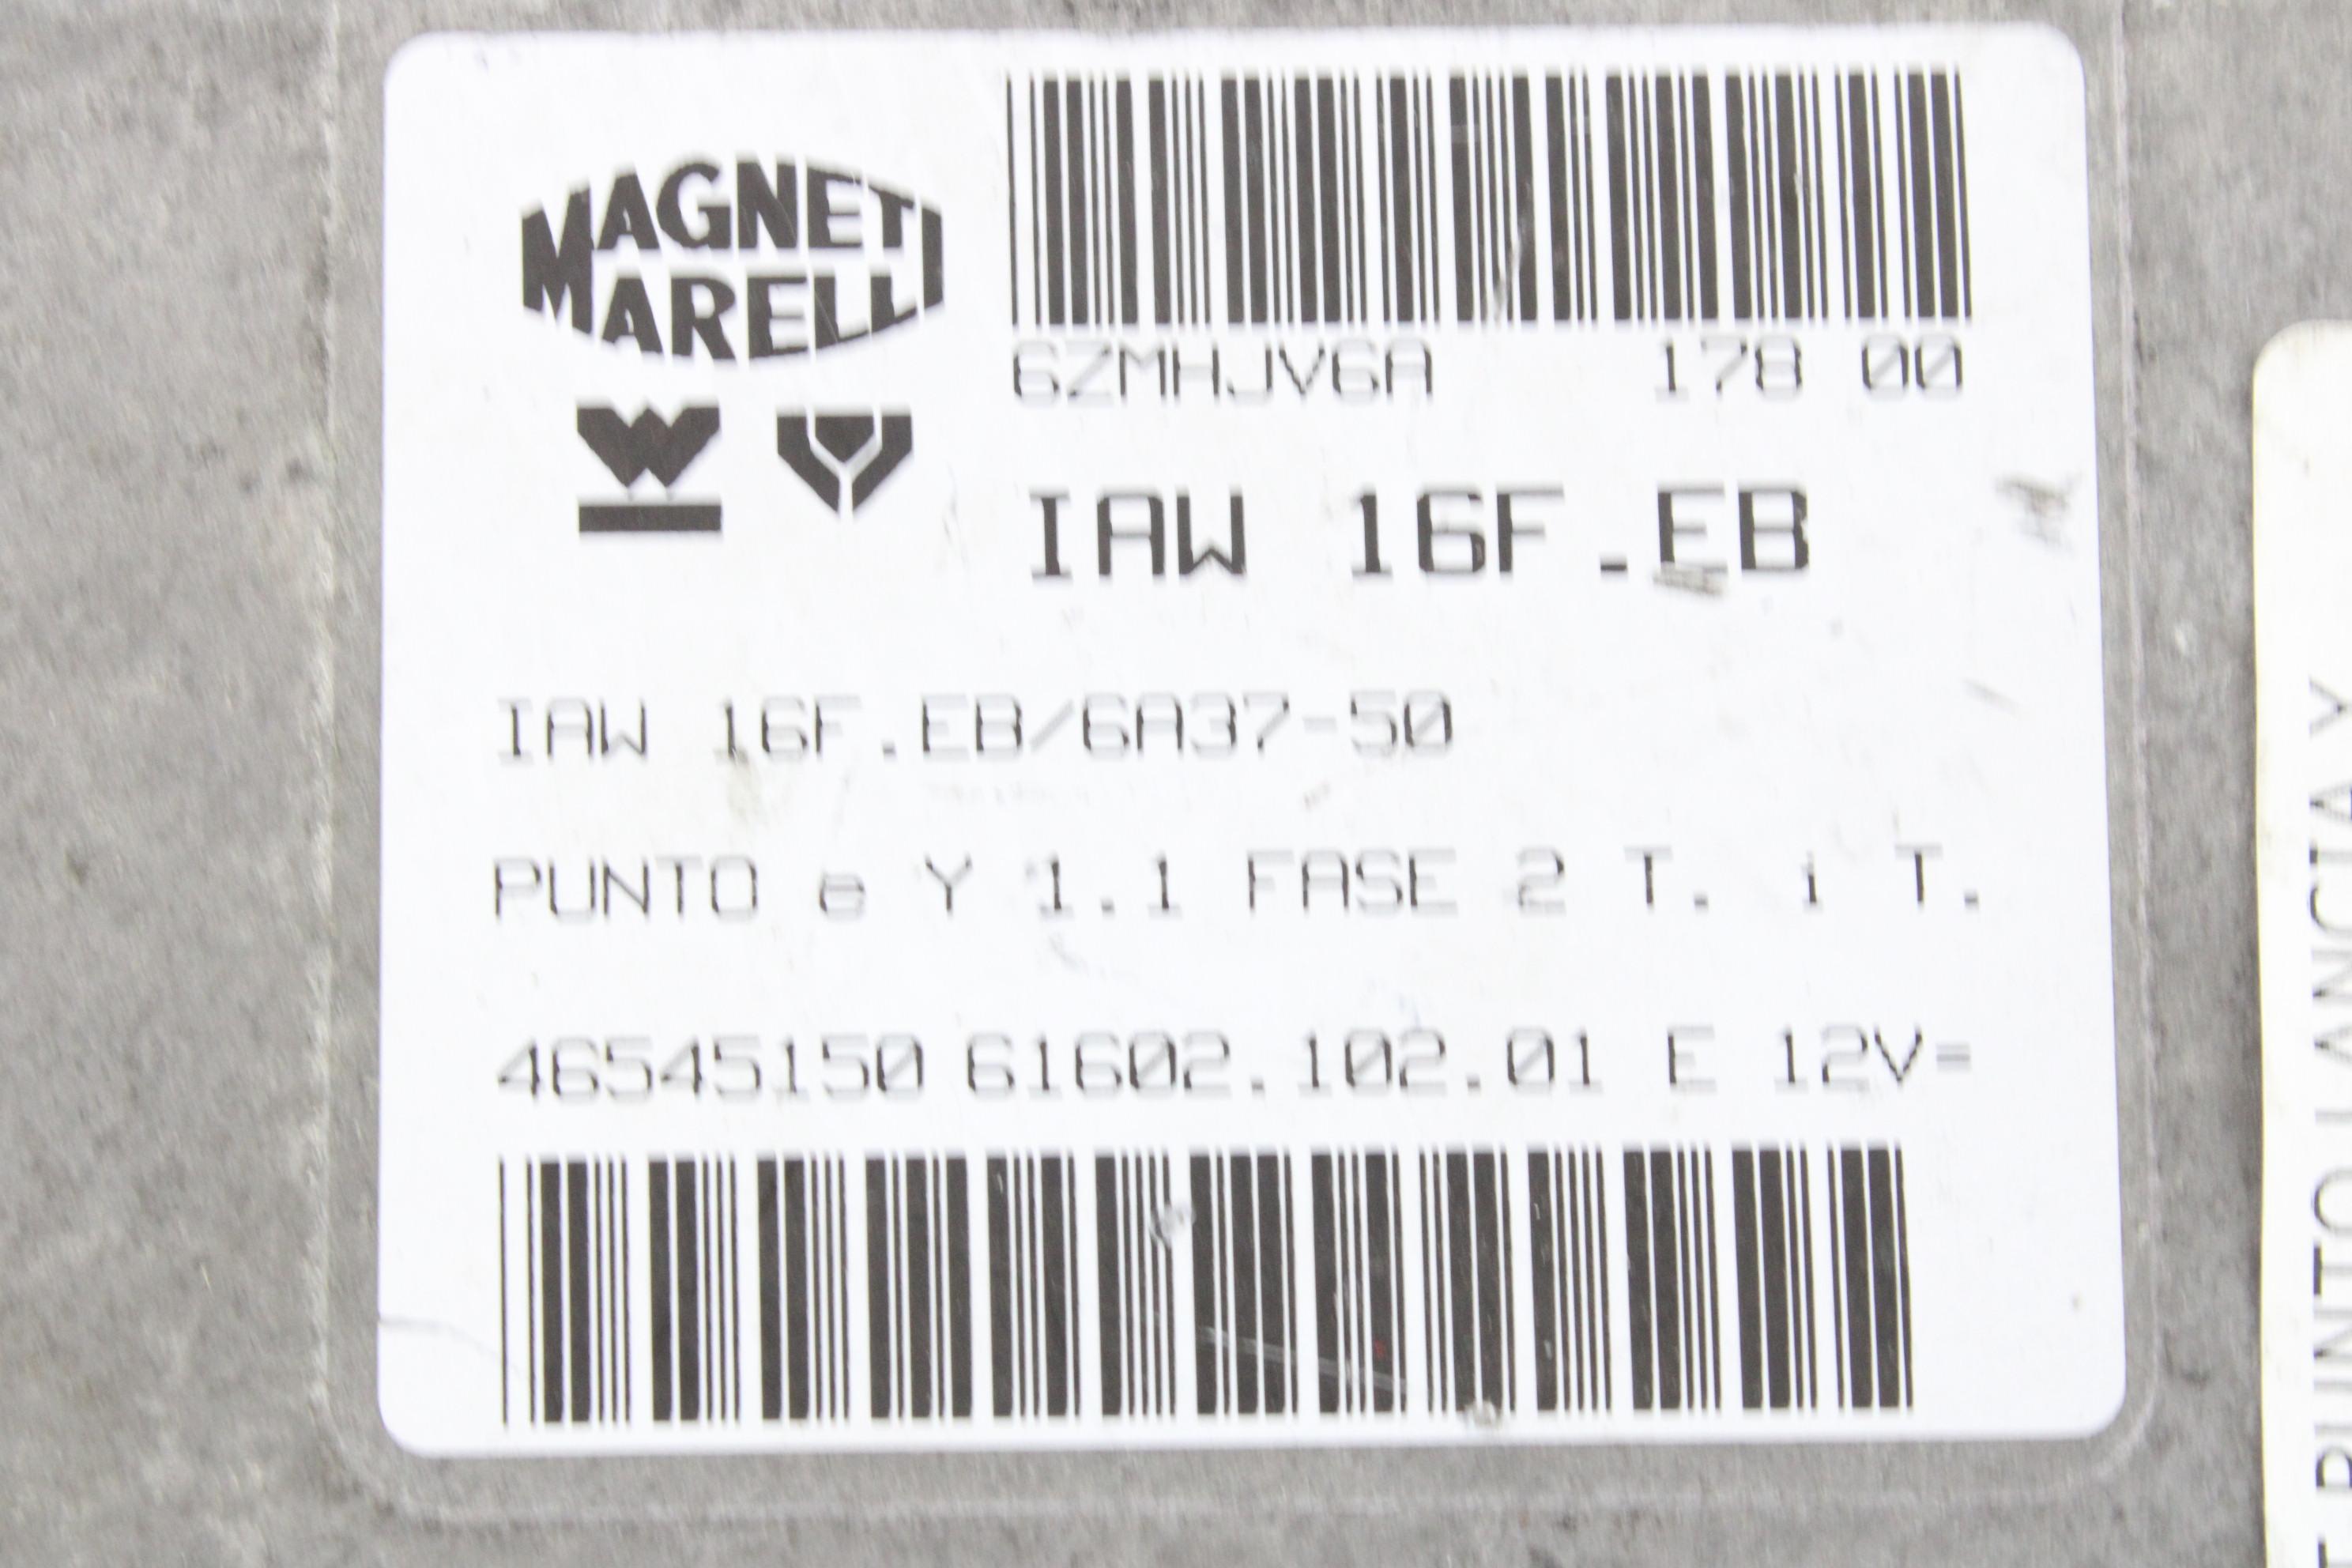 MAGNETI
MARELLI
W
6ZMHJV6A 178 00
IAW 16F.EB
IAW 16F.EB/6A37-50
PUNTO e Y 1.1 FASE 2 T. i T.
46545150 61602.102.01 E 12V=
PUNTO LANCIA Y